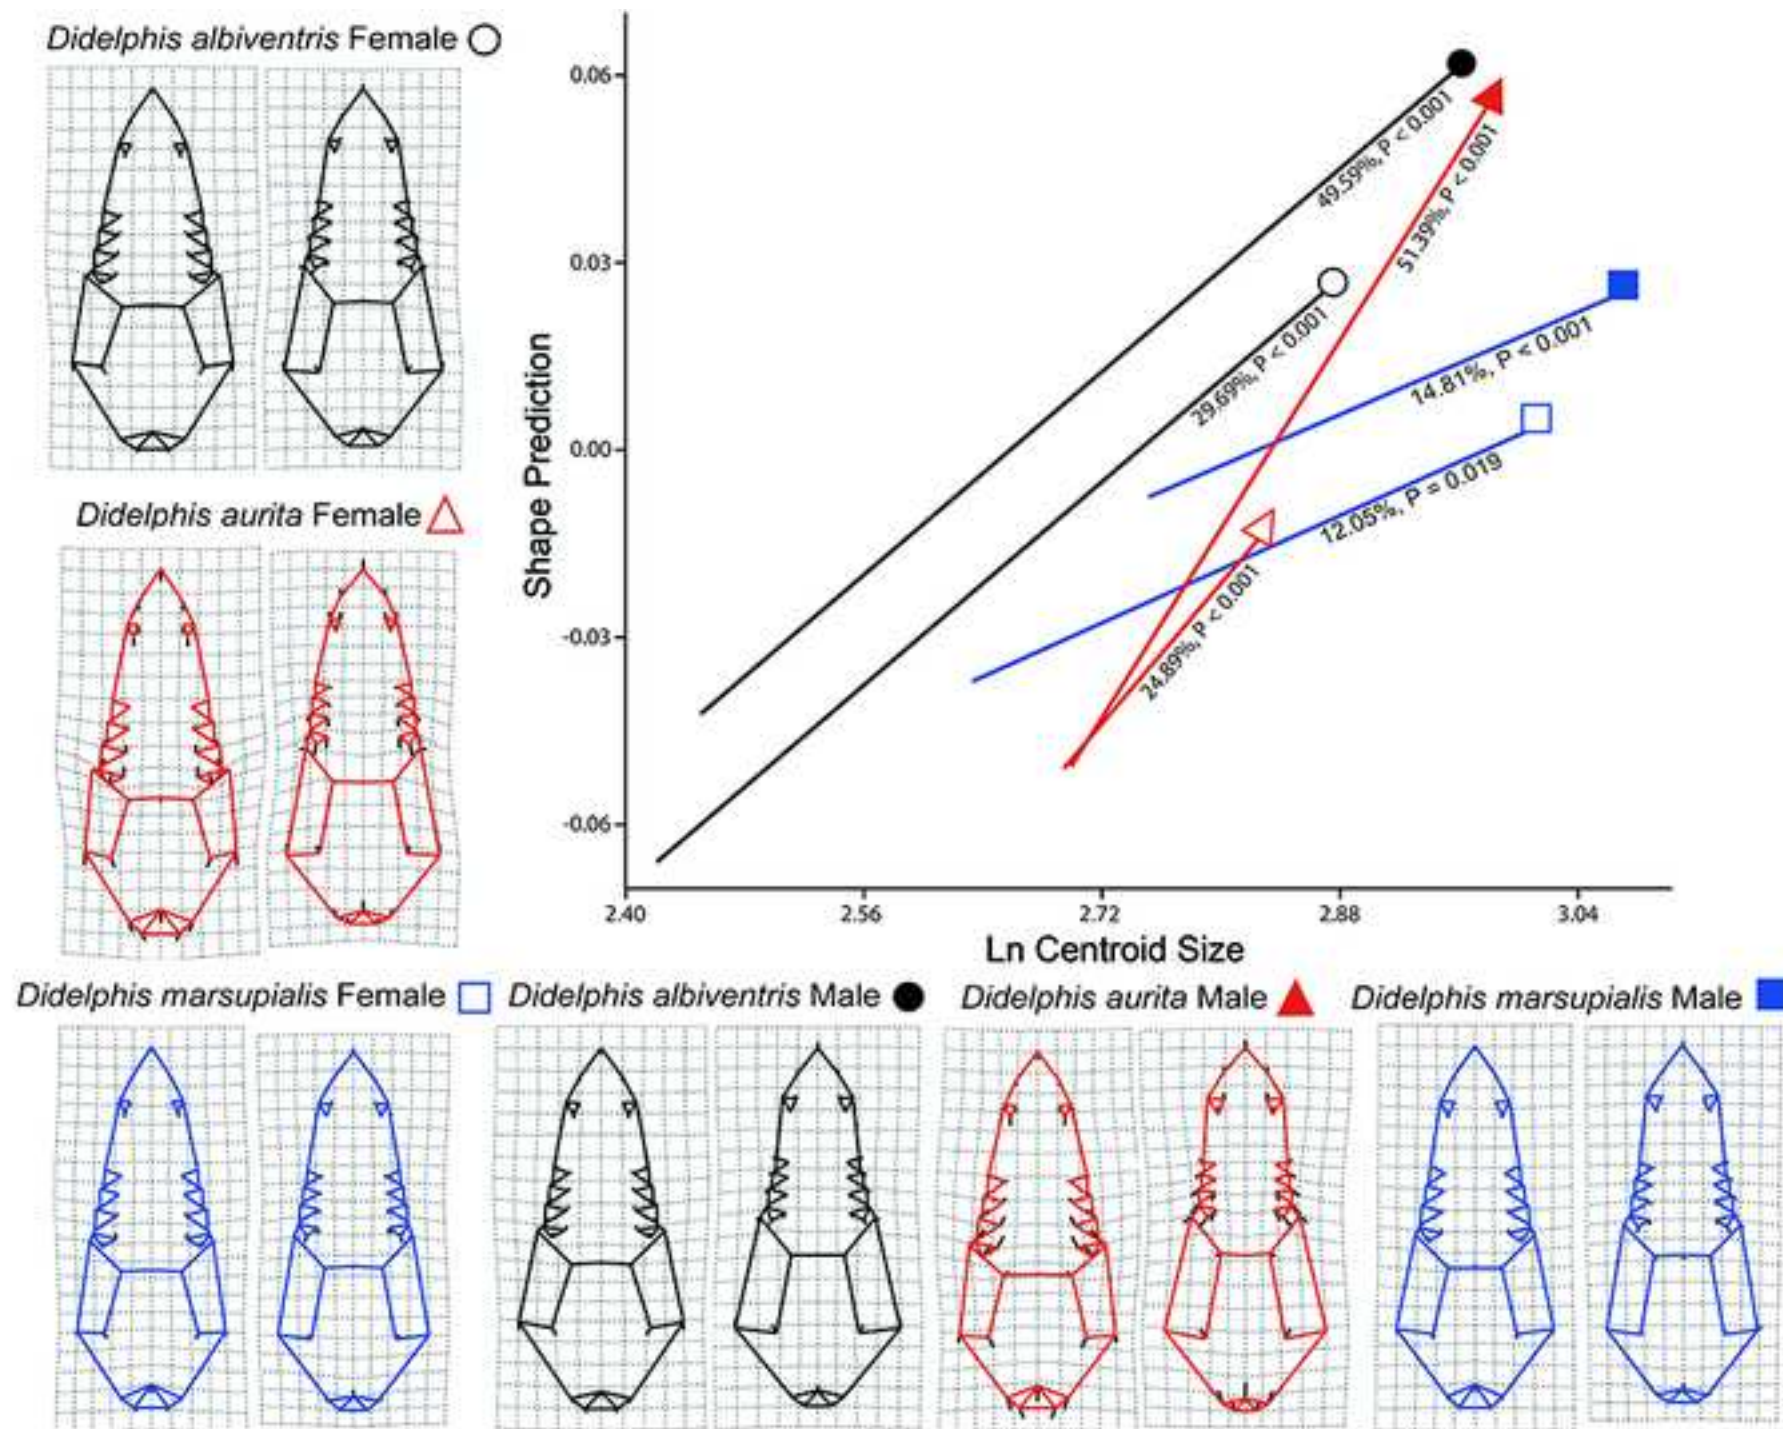 Didelphis albiventris Female
Didelphis aurita Female
Shape Prediction
0.06
0.03
0.00
-0.03
-0.06
49.59%, P < 0.001
51.39%, P < 0.001
29.69%, P < 0.001
14.81%, P < 0.001
12.05%, P = 0.019
24.89%, P < 0.001
2.40 2.56 2.72 2.88 3.04
Ln Centroid Size
Didelphis marsupialis Female Didelphis albiventris Male Didelphis aurita Male Didelphis marsupialis Male